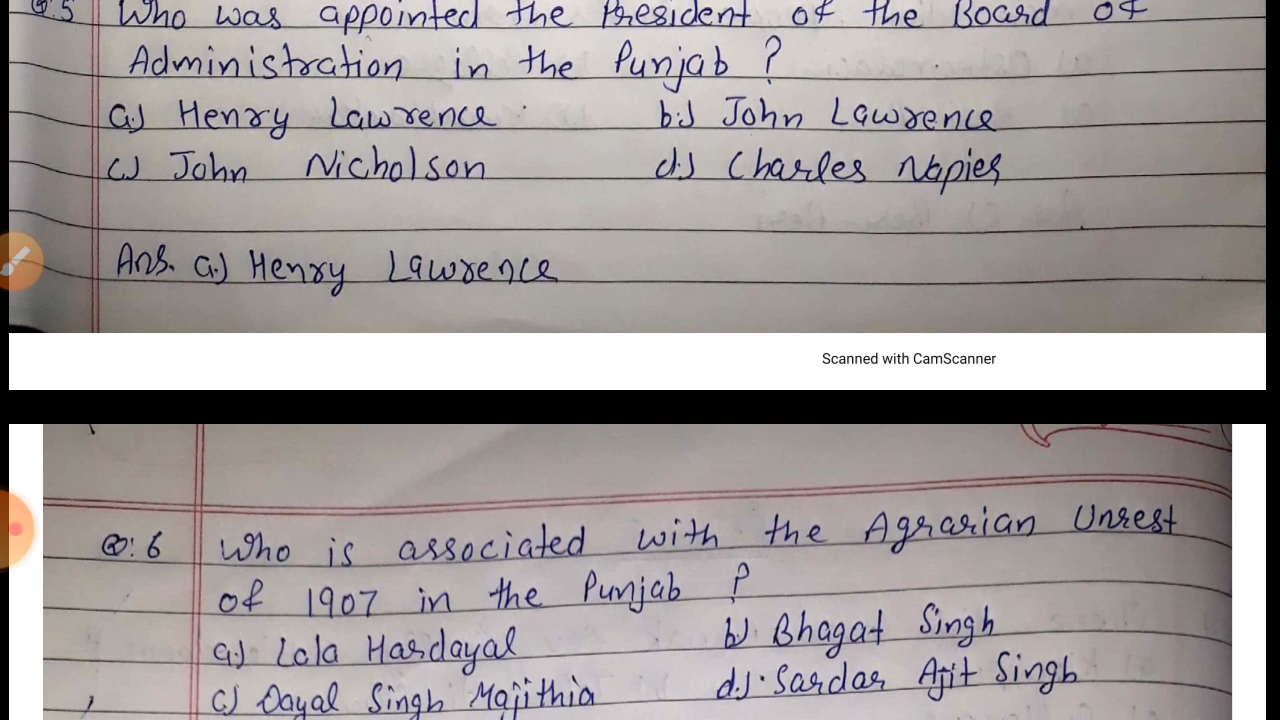 Q.5 Who was appointed the President of the Board of
Administration in the Punjab ?
a.) Henry Lawrence
b.) John Lawrence
c.) John Nicholson
d.) Charles Napier
Ans. a.) Henry Lawrence
Scanned with CamScanner
Q: 6 Who is associated with the Agrarian Unrest
of 1907 in the Punjab ?
a.) Lala Hardayal
b.) Bhagat Singh
c.) Dayal Singh Majithia
d.) Sardar Ajit Singh